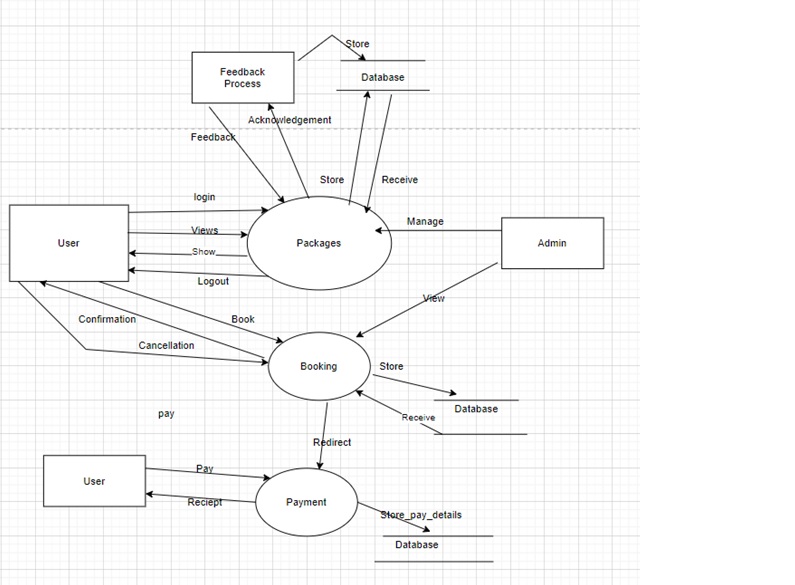 Store
Feedback
Process
Database
Acknowledgement
Feedback
Store
Receive
login
Manage
User
Views
Packages
Admin
Show
Logout
View
Confirmation
Book
Cancellation
Booking
Store
Database
pay
Receive
Redirect
Pay
User
Reciept
Payment
Store_pay_details
Database